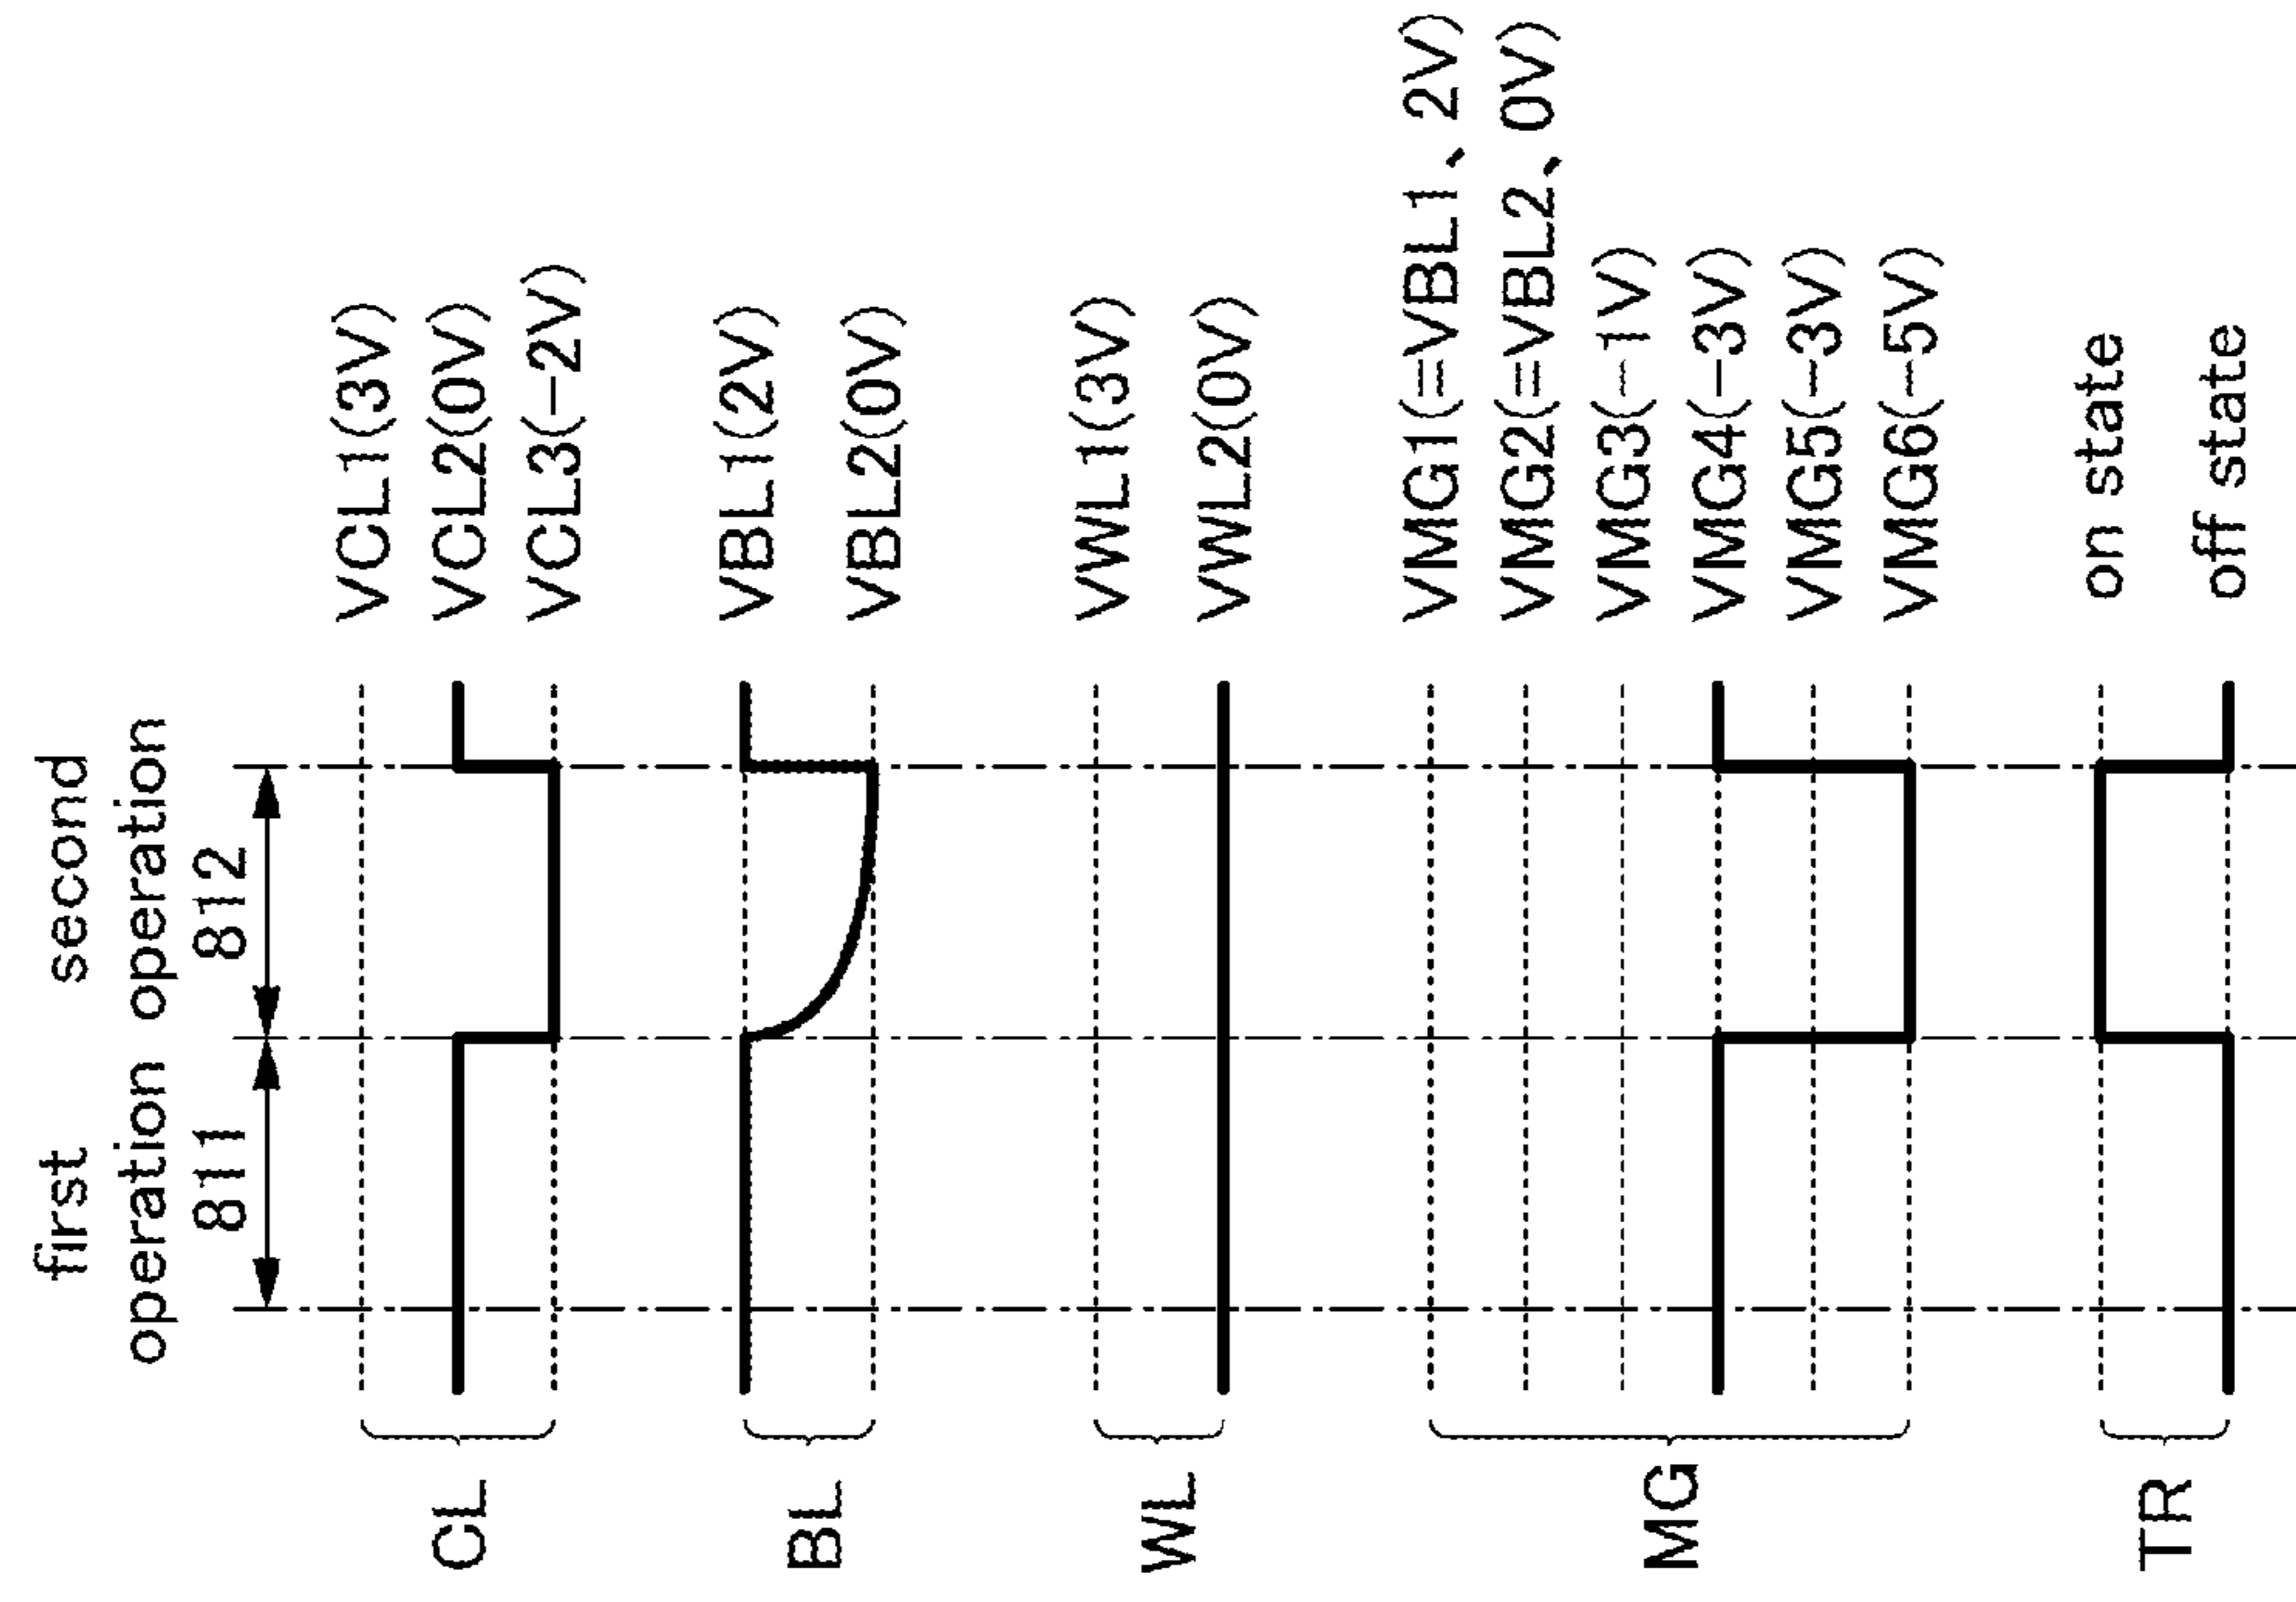 first
operation
811
second
operation
812
CL
VCL1(3V)
VCL2(0V)
VCL3(−2V)
BL
VBL1(2V)
VBL2(0V)
WL
VWL1(3V)
VWL2(0V)
MG
VMG1(=VBL1、2V)
VMG2(=VBL2、0V)
VMG3(−1V)
VMG4(−3V)
VMG5(−3V)
VMG6(−5V)
TR
on state
off state